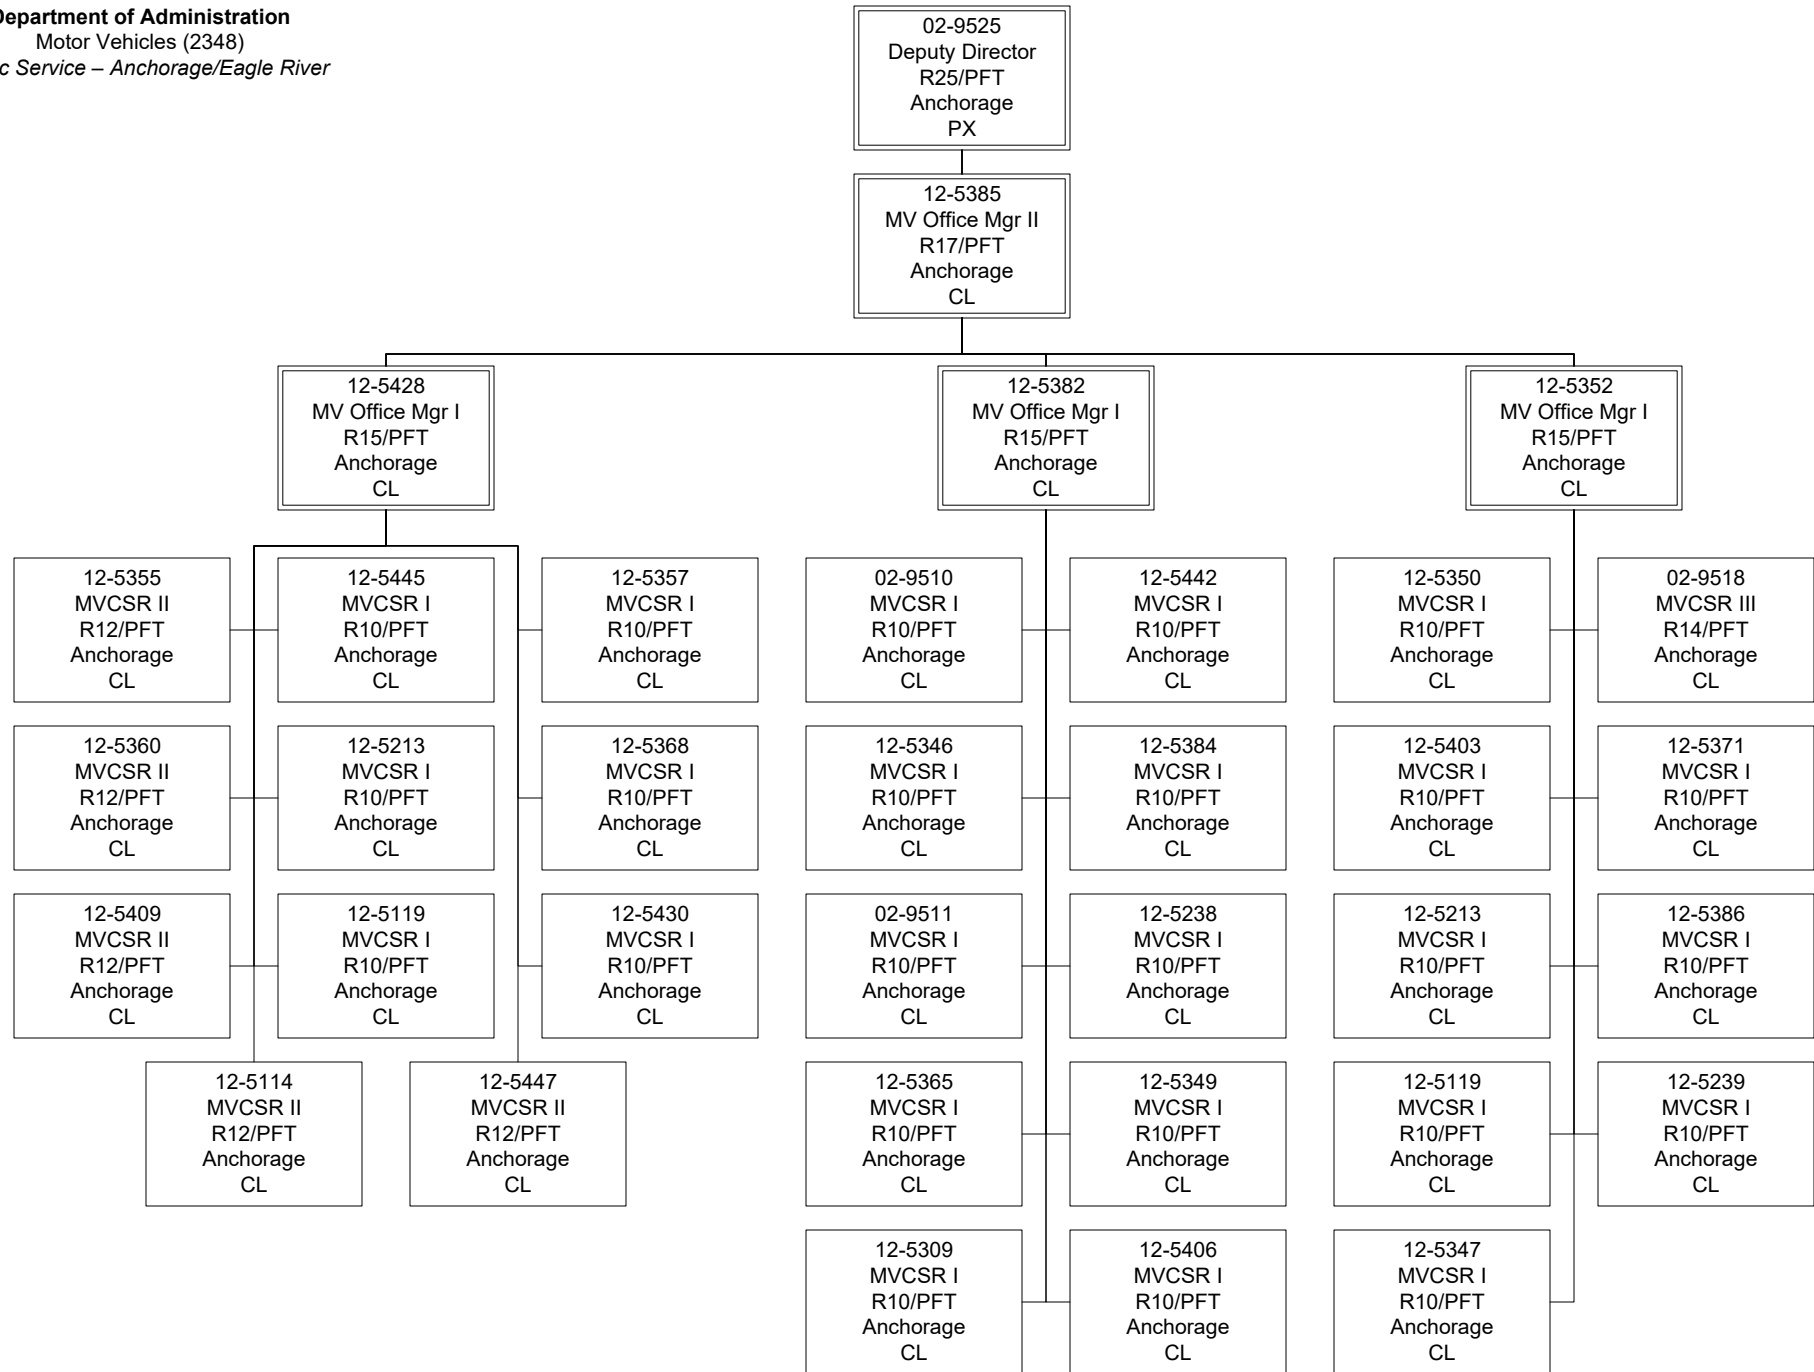 epartment of Administration
Motor Vehicles (2348)
c Service – Anchorage/Eagle River
02-9525
Deputy Director
R25/PFT
Anchorage
PX
12-5385
MV Office Mgr II
R17/PFT
Anchorage
CL
12-5428
MV Office Mgr I
R15/PFT
Anchorage
CL
12-5382
MV Office Mgr I
R15/PFT
Anchorage
CL
12-5352
MV Office Mgr I
R15/PFT
Anchorage
CL
12-5355
MVCSR II
R12/PFT
Anchorage
CL
12-5445
MVCSR I
R10/PFT
Anchorage
CL
12-5357
MVCSR I
R10/PFT
Anchorage
CL
02-9510
MVCSR I
R10/PFT
Anchorage
CL
12-5442
MVCSR I
R10/PFT
Anchorage
CL
12-5350
MVCSR I
R10/PFT
Anchorage
CL
02-9518
MVCSR III
R14/PFT
Anchorage
CL
12-5360
MVCSR II
R12/PFT
Anchorage
CL
12-5213
MVCSR I
R10/PFT
Anchorage
CL
12-5368
MVCSR I
R10/PFT
Anchorage
CL
12-5346
MVCSR I
R10/PFT
Anchorage
CL
12-5384
MVCSR I
R10/PFT
Anchorage
CL
12-5403
MVCSR I
R10/PFT
Anchorage
CL
12-5371
MVCSR I
R10/PFT
Anchorage
CL
12-5409
MVCSR II
R12/PFT
Anchorage
CL
12-5119
MVCSR I
R10/PFT
Anchorage
CL
12-5430
MVCSR I
R10/PFT
Anchorage
CL
02-9511
MVCSR I
R10/PFT
Anchorage
CL
12-5238
MVCSR I
R10/PFT
Anchorage
CL
12-5213
MVCSR I
R10/PFT
Anchorage
CL
12-5386
MVCSR I
R10/PFT
Anchorage
CL
12-5114
MVCSR II
R12/PFT
Anchorage
CL
12-5447
MVCSR II
R12/PFT
Anchorage
CL
12-5365
MVCSR I
R10/PFT
Anchorage
CL
12-5349
MVCSR I
R10/PFT
Anchorage
CL
12-5119
MVCSR I
R10/PFT
Anchorage
CL
12-5239
MVCSR I
R10/PFT
Anchorage
CL
12-5309
MVCSR I
R10/PFT
Anchorage
CL
12-5406
MVCSR I
R10/PFT
Anchorage
CL
12-5347
MVCSR I
R10/PFT
Anchorage
CL